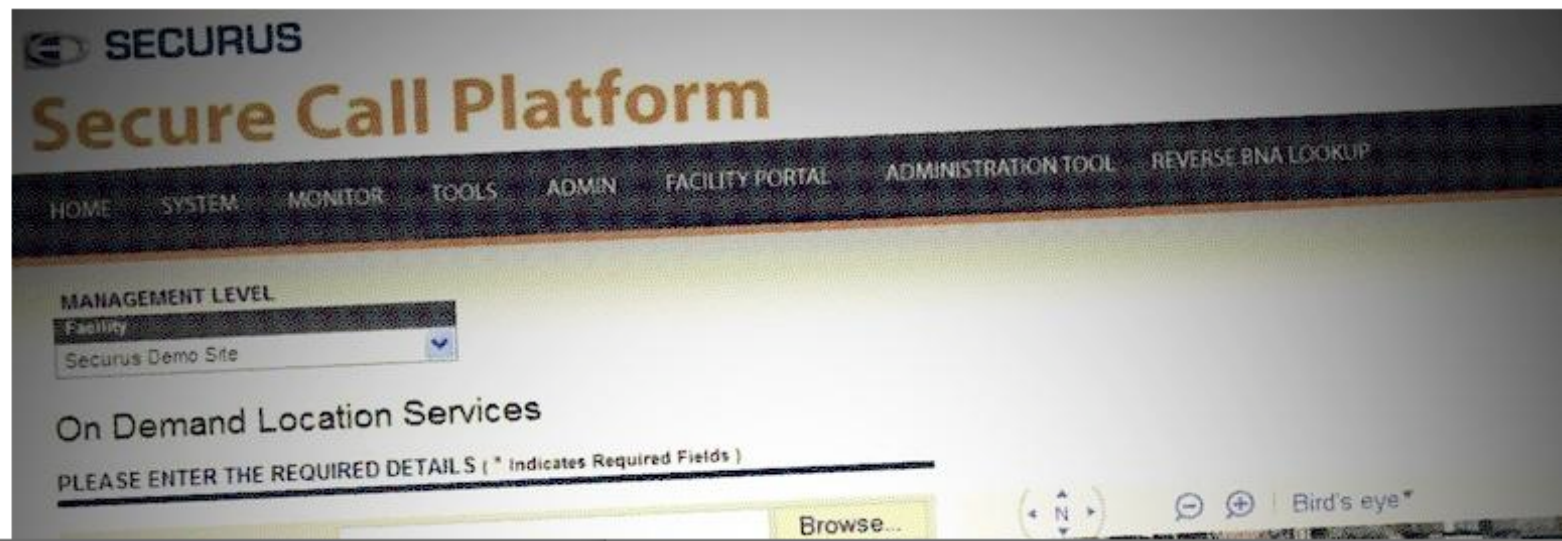 SECURUS
Secure Call Platform
HOME SYSTEM MONITOR TOOLS ADMIN FACILITY PORTAL ADMINISTRATION TOOL REVERSE BNA LOOKUP
MANAGEMENT LEVEL
Facility
Securus Demo Site
On Demand Location Services
PLEASE ENTER THE REQUIRED DETAILS ( * Indicates Required Fields )
Browse...
N
Bird's eye